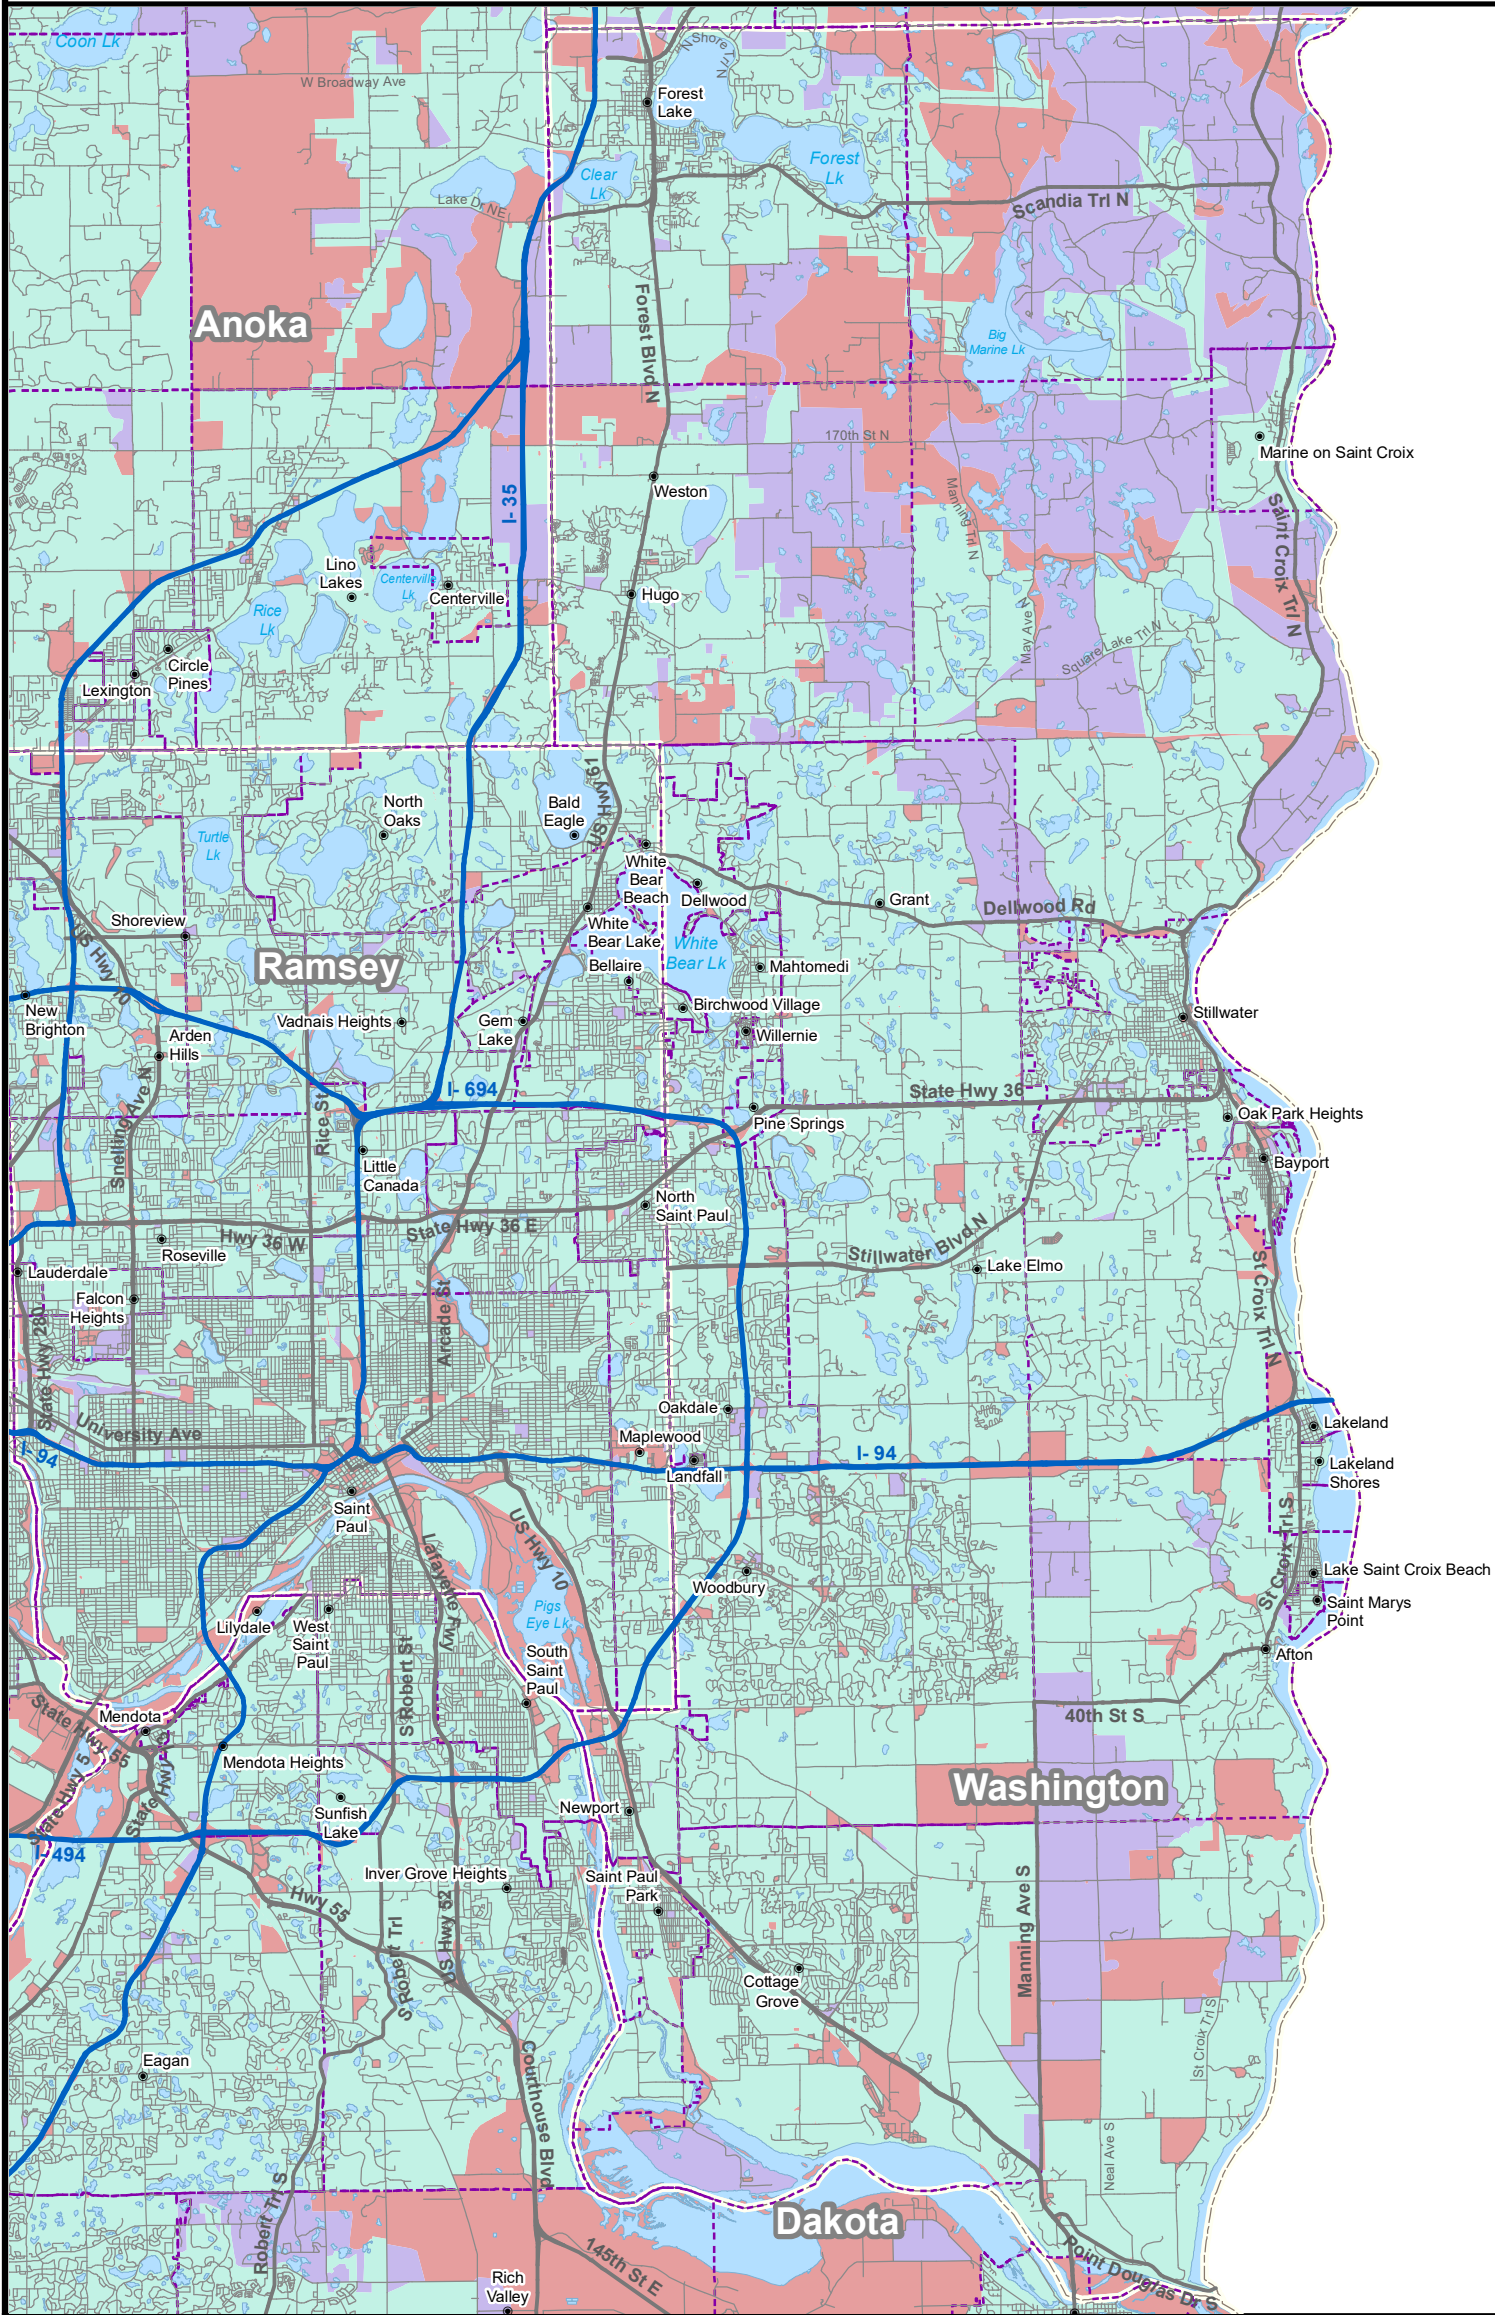 Coon Lk
W Broadway Ave
N Shore Trl N
Forest
Lake
Clear
Lk
Forest
Lk
Lake Dr NE
Scandia Trl N
Anoka
Forest Blvd N
Big
Marine Lk
170th St N
Marine on Saint Croix
Weston
I- 35
Manning Trl N
Saint Croix Trl N
Lino
Lakes
Centerville
Lk
Centerville
Hugo
Rice
Lk
May Ave N
Square Lake Trl N
Circle
Pines
Lexington
US Hwy 61
North
Oaks
Bald
Eagle
Turtle
Lk
White
Bear
Beach
Dellwood
Grant
Dellwood Rd
Shoreview
White
Bear Lake
White
Bear Lk
Ramsey
US Hwy 10
Bellaire
Mahtomedi
New
Brighton
Vadnais Heights
Gem
Lake
Birchwood Village
Willernie
Stillwater
Arden
Hills
I- 694
State Hwy 36
Snelling Ave N
Rice St
Pine Springs
Oak Park Heights
Bayport
Little
Canada
North
Saint Paul
State Hwy 36 E
Hwy 36 W
Roseville
Stillwater Blvd N
Lake Elmo
Lauderdale
Falcon
Heights
State Hwy 280
Arcade St
St Croix Trl N
University Ave
I- 94
Oakdale
Maplewood
Landfall
I- 94
Lakeland
Lakeland
Shores
Saint
Paul
US Hwy 10
Lafayette Fwy
St Croix Trl S
Woodbury
Lake Saint Croix Beach
Saint Marys
Point
Pigs
Eye Lk
Lilydale
West
Saint
Paul
South
Saint
Paul
S Robert St
Afton
State Hwy 55
Mendota
40th St S
State Hwy 5
State Hwy
Mendota Heights
Washington
Sunfish
Lake
Newport
I- 494
Inver Grove Heights
Saint Paul
Park
Hwy 55
US Hwy 52
Manning Ave S
S Robert Trl
Cottage
Grove
St Croix Trl S
Eagan
Courthouse Blvd
Neal Ave S
Robert Trl S
Dakota
145th St E
Point Douglas Dr S
Rich
Valley